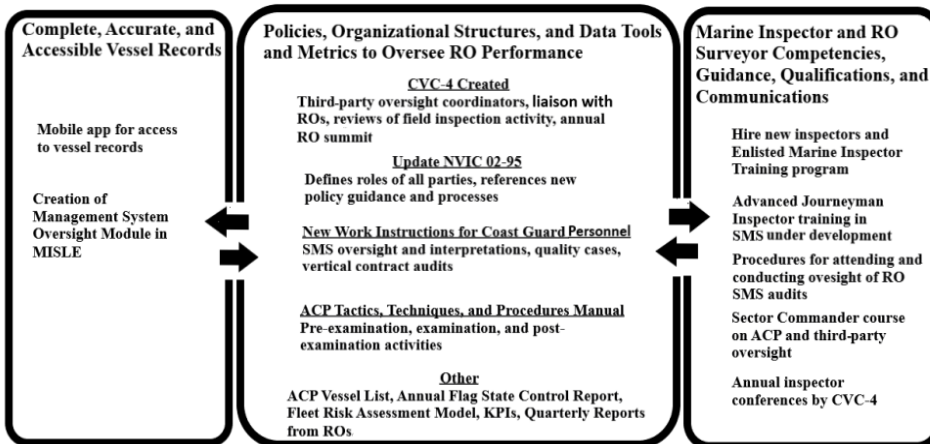 Complete, Accurate, and
Accessible Vessel Records
Mobile app for access
to vessel records
Creation of
Management System
Oversight Module in
MISLE
Policies, Organizational Structures, and Data Tools
and Metrics to Oversee RO Performance
CVC-4 Created
Third-party oversight coordinators, liaison with
ROs, reviews of field inspection activity, annual
RO summit
Update NVIC 02-95
Defines roles of all parties, references new
policy guidance and processes
New Work Instructions for Coast Guard Personnel
SMS oversight and interpretations, quality cases,
vertical contract audits
ACP Tactics, Techniques, and Procedures Manual
Pre-examination, examination, and post-
examination activities
Other
ACP Vessel List, Annual Flag State Control Report,
Fleet Risk Assessment Model, KPIs, Quarterly Reports
from ROs
Marine Inspector and RO
Surveyor Competencies,
Guidance, Qualifications, and
Communications
Hire new inspectors and
Enlisted Marine Inspector
Training program
Advanced Journeyman
Inspector training in
SMS under development
Procedures for attending and
conducting ovesight of RO
SMS audits
Sector Commander course
on ACP and third-party
oversight
Annual inspector
conferences by CVC-4